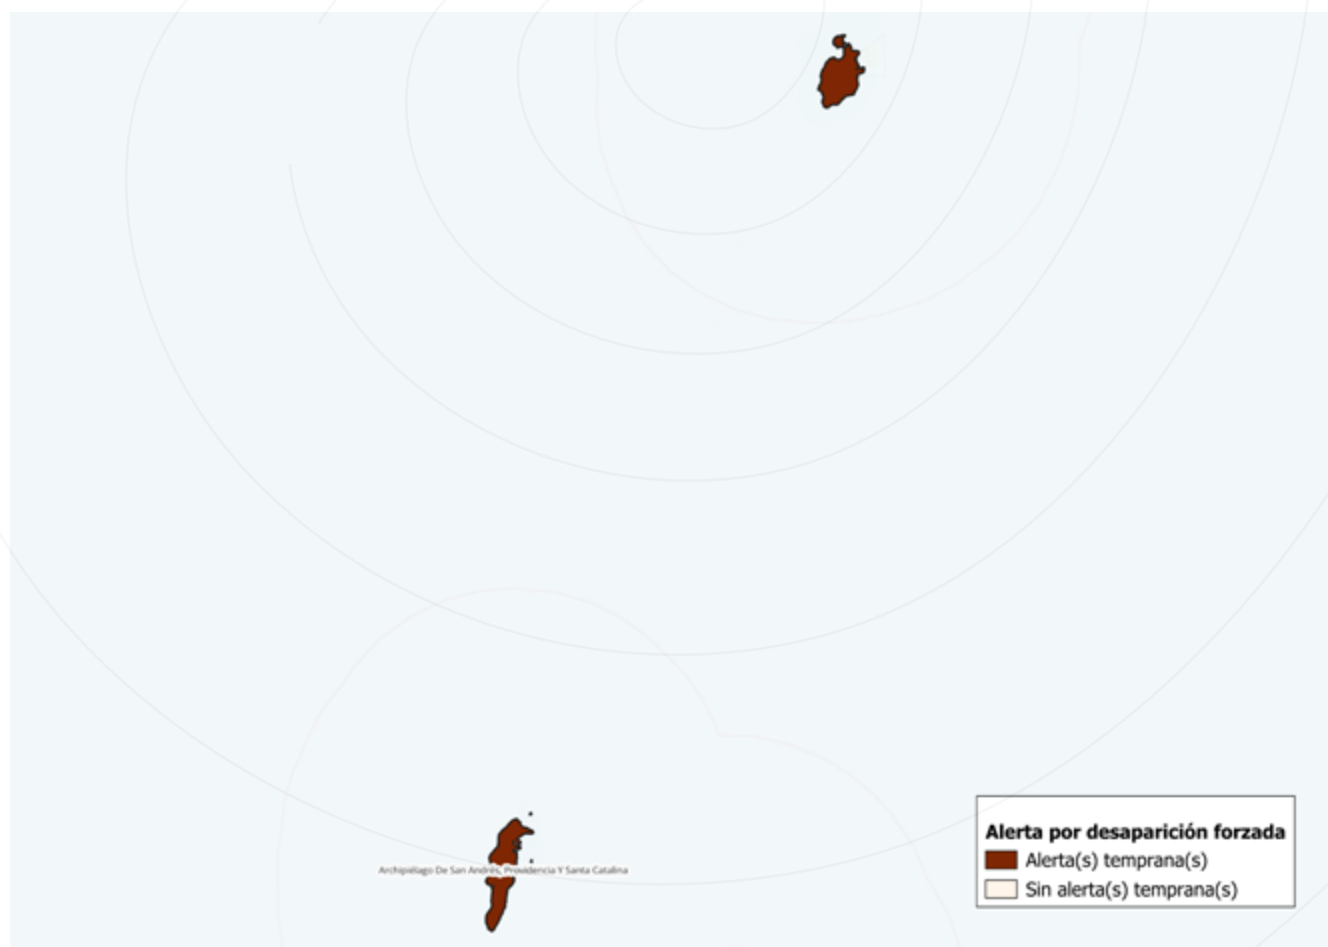 Archipiélago De San Andrés, Providencia Y Santa Catalina
Alerta por desaparición forzada
Alerta(s) temprana(s)
Sin alerta(s) temprana(s)